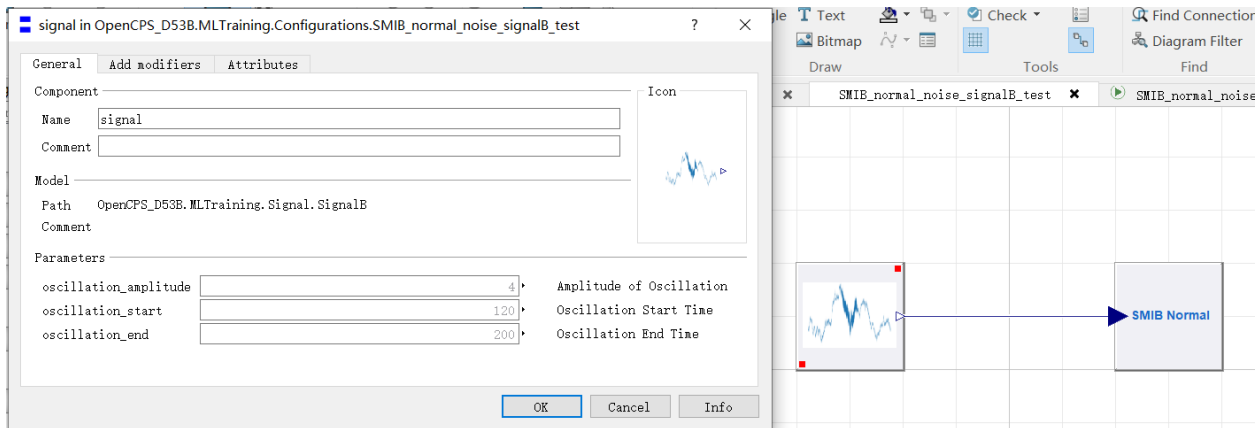 signal in OpenCPS_D53B.MLTraining.Configurations.SMIB_normal_noise_signalB_test ? ×
General Add modifiers Attributes
Component
Name signal
Comment
Icon
Model
Path OpenCPS_D53B.MLTraining.Signal.SignalB
Comment
Parameters
oscillation_amplitude 4 Amplitude of Oscillation
oscillation_start 120 Oscillation Start Time
oscillation_end 200 Oscillation End Time
OK Cancel Info
Text Check Find Connection
Bitmap Diagram Filter
Draw Tools Find
SMIB_normal_noise_signalB_test SMIB_normal_noise
SMIB Normal